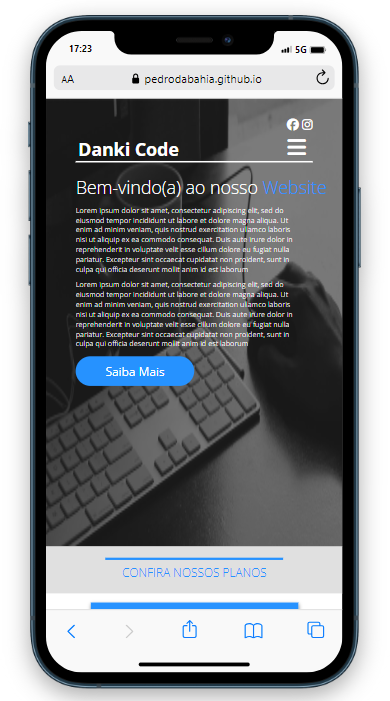 17:23
5G
AA
pedrodabahia.github.io
Danki Code
Bem-vindo(a) ao nosso Website
Lorem ipsum dolor sit amet, consectetur adipiscing elit, sed do
eiusmod tempor incididunt ut labore et dolore magna aliqua. Ut
enim ad minim veniam, quis nostrud exercitation ullamco laboris
nisi ut aliquip ex ea commodo consequat. Duis aute irure dolor in
reprehenderit in voluptate velit esse cillum dolore eu fugiat nulla
pariatur. Excepteur sint occaecat cupidatat non proident, sunt in
culpa qui officia deserunt mollit anim id est laborum
Lorem ipsum dolor sit amet, consectetur adipiscing elit, sed do
eiusmod tempor incididunt ut labore et dolore magna aliqua. Ut
enim ad minim veniam, quis nostrud exercitation ullamco laboris
nisi ut aliquip ex ea commodo consequat. Duis aute irure dolor in
reprehenderit in voluptate velit esse cillum dolore eu fugiat nulla
pariatur. Excepteur sint occaecat cupidatat non proident, sunt in
culpa qui officia deserunt mollit anim id est laborum
Saiba Mais
CONFIRA NOSSOS PLANOS